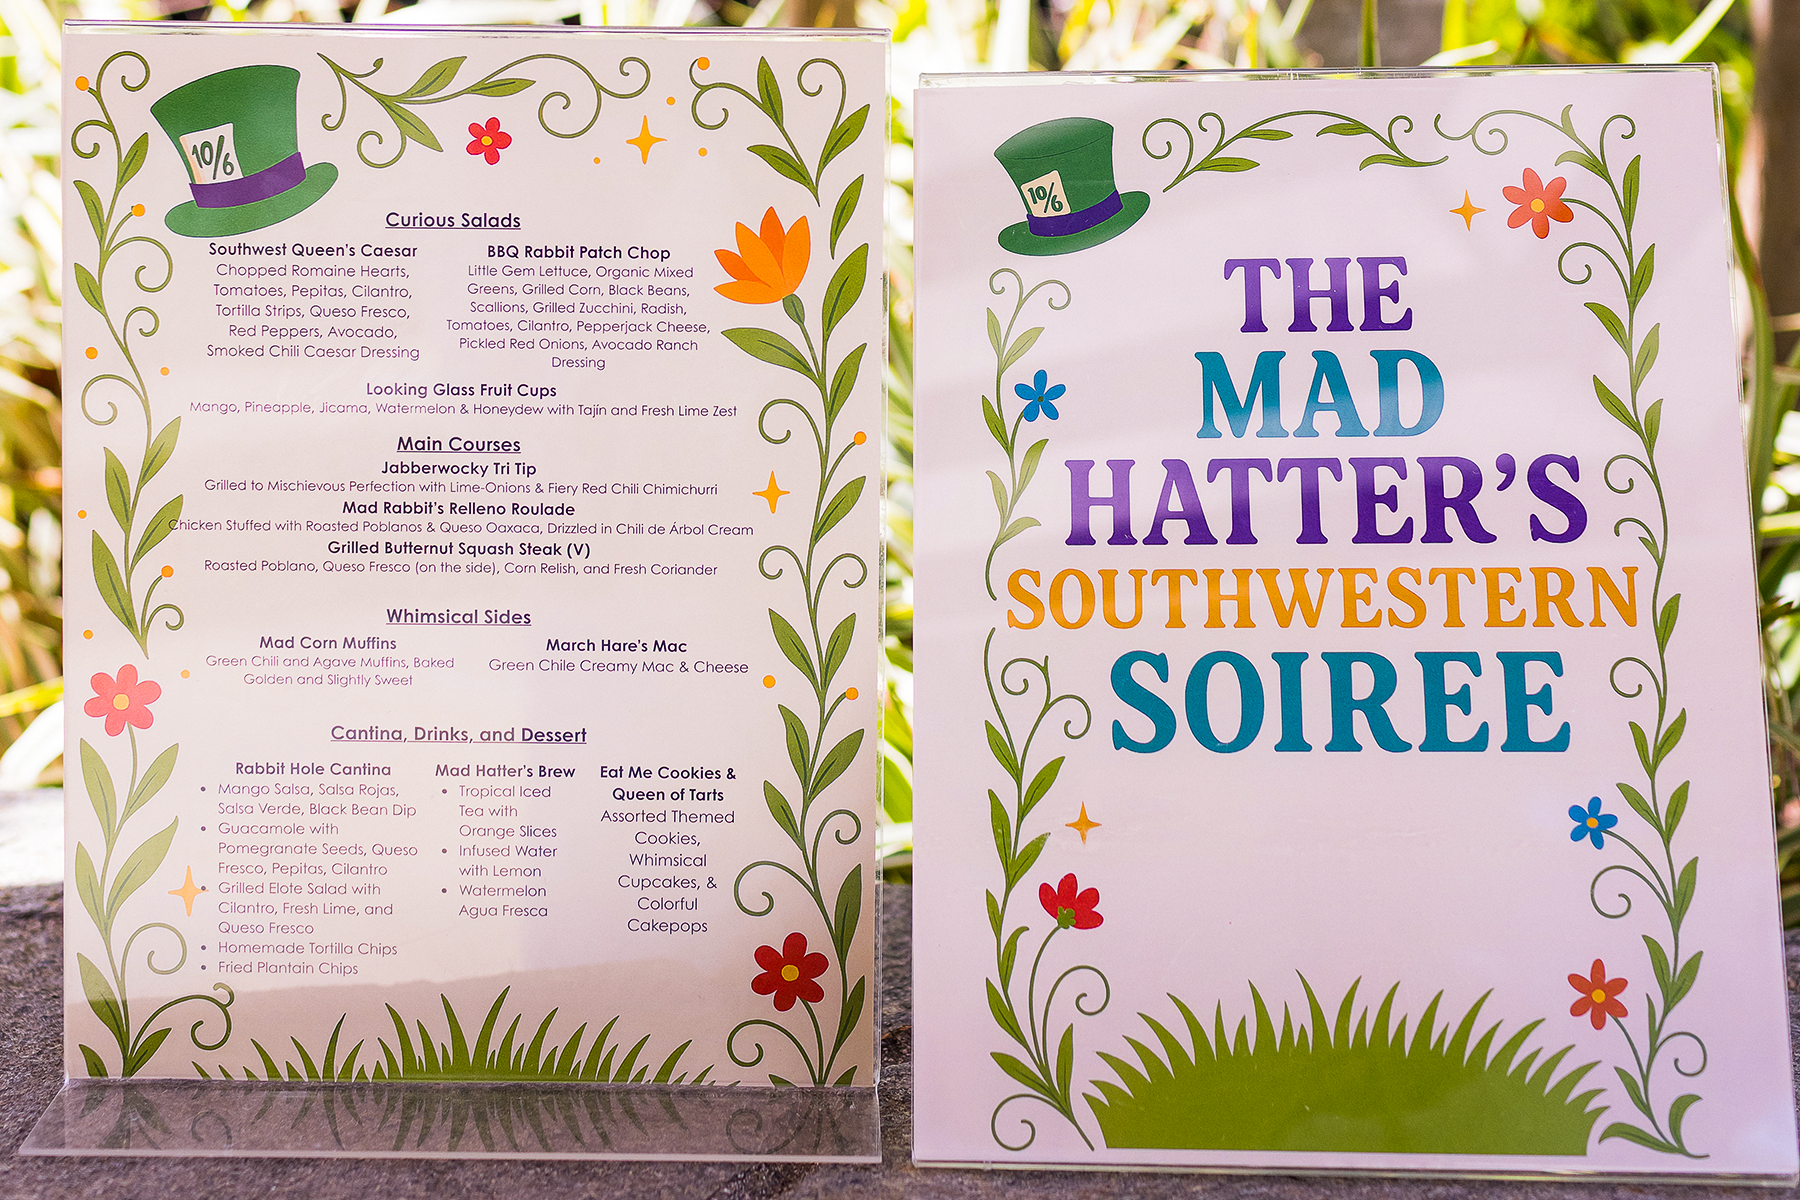 10/6
Curious Salads
Southwest Queen's Caesar
Chopped Romaine Hearts,
Tomatoes, Pepitas, Cilantro,
Tortilla Strips, Queso Fresco,
Red Peppers, Avocado,
Smoked Chili Caesar Dressing
BBQ Rabbit Patch Chop
Little Gem Lettuce, Organic Mixed
Greens, Grilled Corn, Black Beans,
Scallions, Grilled Zucchini, Radish,
Tomatoes, Cilantro, Pepperjack Cheese,
Pickled Red Onions, Avocado Ranch
Dressing
Looking Glass Fruit Cups
Mango, Pineapple, Jicama, Watermelon & Honeydew with Tajín and Fresh Lime Zest
Main Courses
Jabberwocky Tri Tip
Grilled to Mischievous Perfection with Lime-Onions & Fiery Red Chili Chimichurri
Mad Rabbit's Relleno Roulade
Chicken Stuffed with Roasted Poblanos & Queso Oaxaca, Drizzled in Chili de Árbol Cream
Grilled Butternut Squash Steak (V)
Roasted Poblano, Queso Fresco (on the side), Corn Relish, and Fresh Coriander
Whimsical Sides
Mad Corn Muffins
Green Chili and Agave Muffins, Baked
Golden and Slightly Sweet
March Hare's Mac
Green Chile Creamy Mac & Cheese
Cantina, Drinks, and Dessert
Rabbit Hole Cantina
• Mango Salsa, Salsa Rojas,
Salsa Verde, Black Bean Dip
• Guacamole with
Pomegranate Seeds, Queso
Fresco, Pepitas, Cilantro
• Grilled Elote Salad with
Cilantro, Fresh Lime, and
Queso Fresco
• Homemade Tortilla Chips
• Fried Plantain Chips
Mad Hatter's Brew
• Tropical Iced
Tea with
Orange Slices
• Infused Water
with Lemon
• Watermelon
Agua Fresca
Eat Me Cookies &
Queen of Tarts
Assorted Themed
Cookies,
Whimsical
Cupcakes, &
Colorful
Cakepops
10/6
THE
MAD
HATTER'S
SOUTHWESTERN
SOIREE